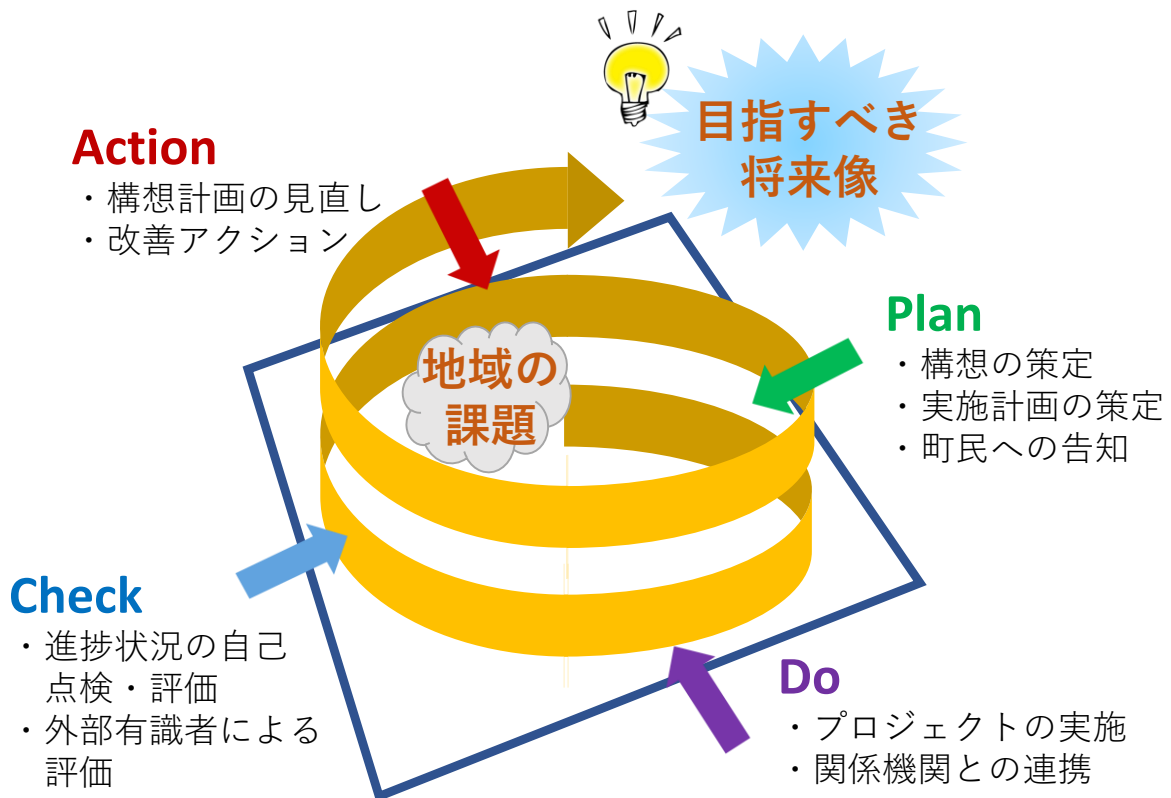 目指すべき
将来像
Action
・構想計画の見直し
・改善アクション
地域の
課題
Plan
・構想の策定
・実施計画の策定
・町民への告知
Check
・進捗状況の自己
点検・評価
・外部有識者による
評価
Do
・プロジェクトの実施
・関係機関との連携